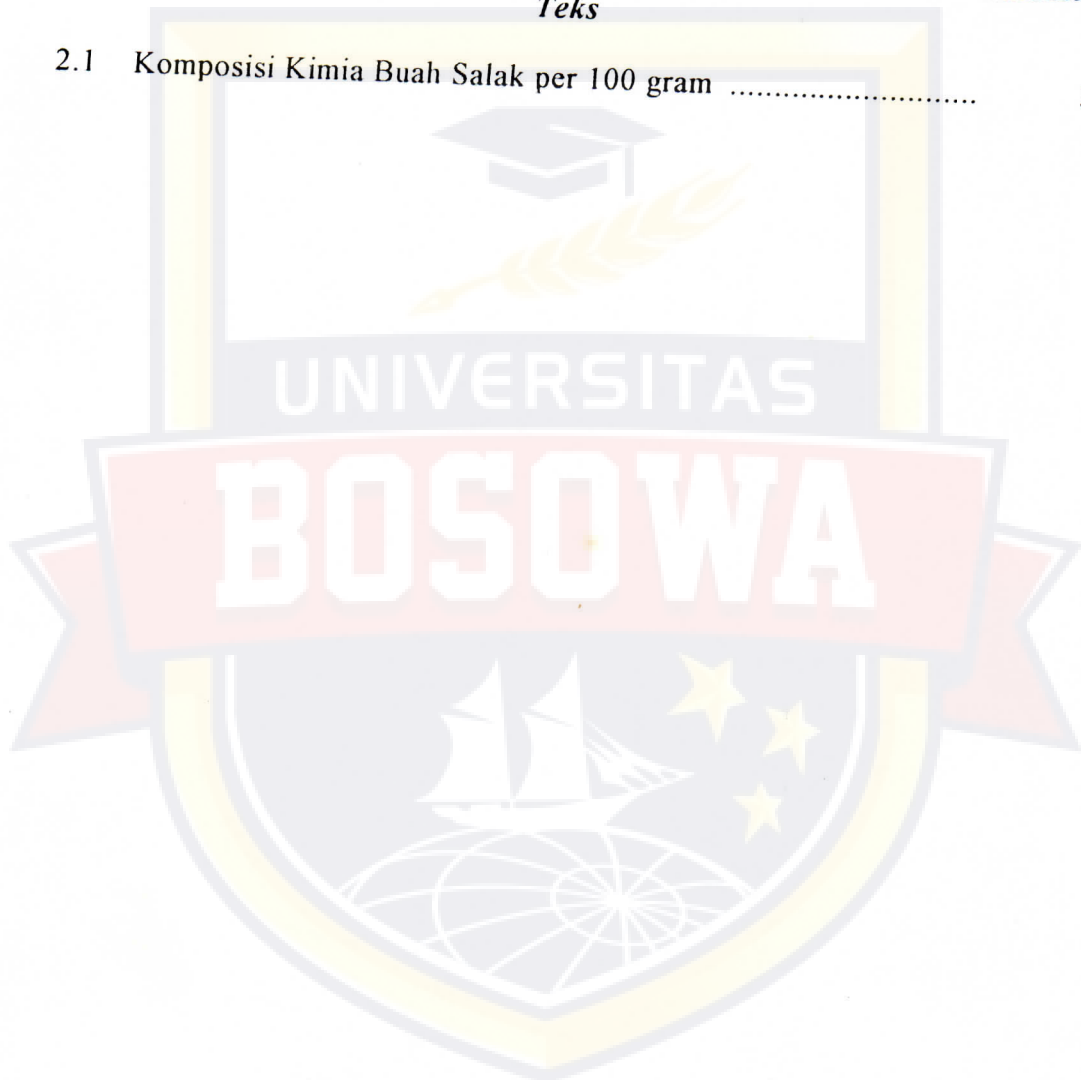 Teks
2.1 Komposisi Kimia Buah Salak per 100 gram ............................
UNIVERSITAS
BOSOWA